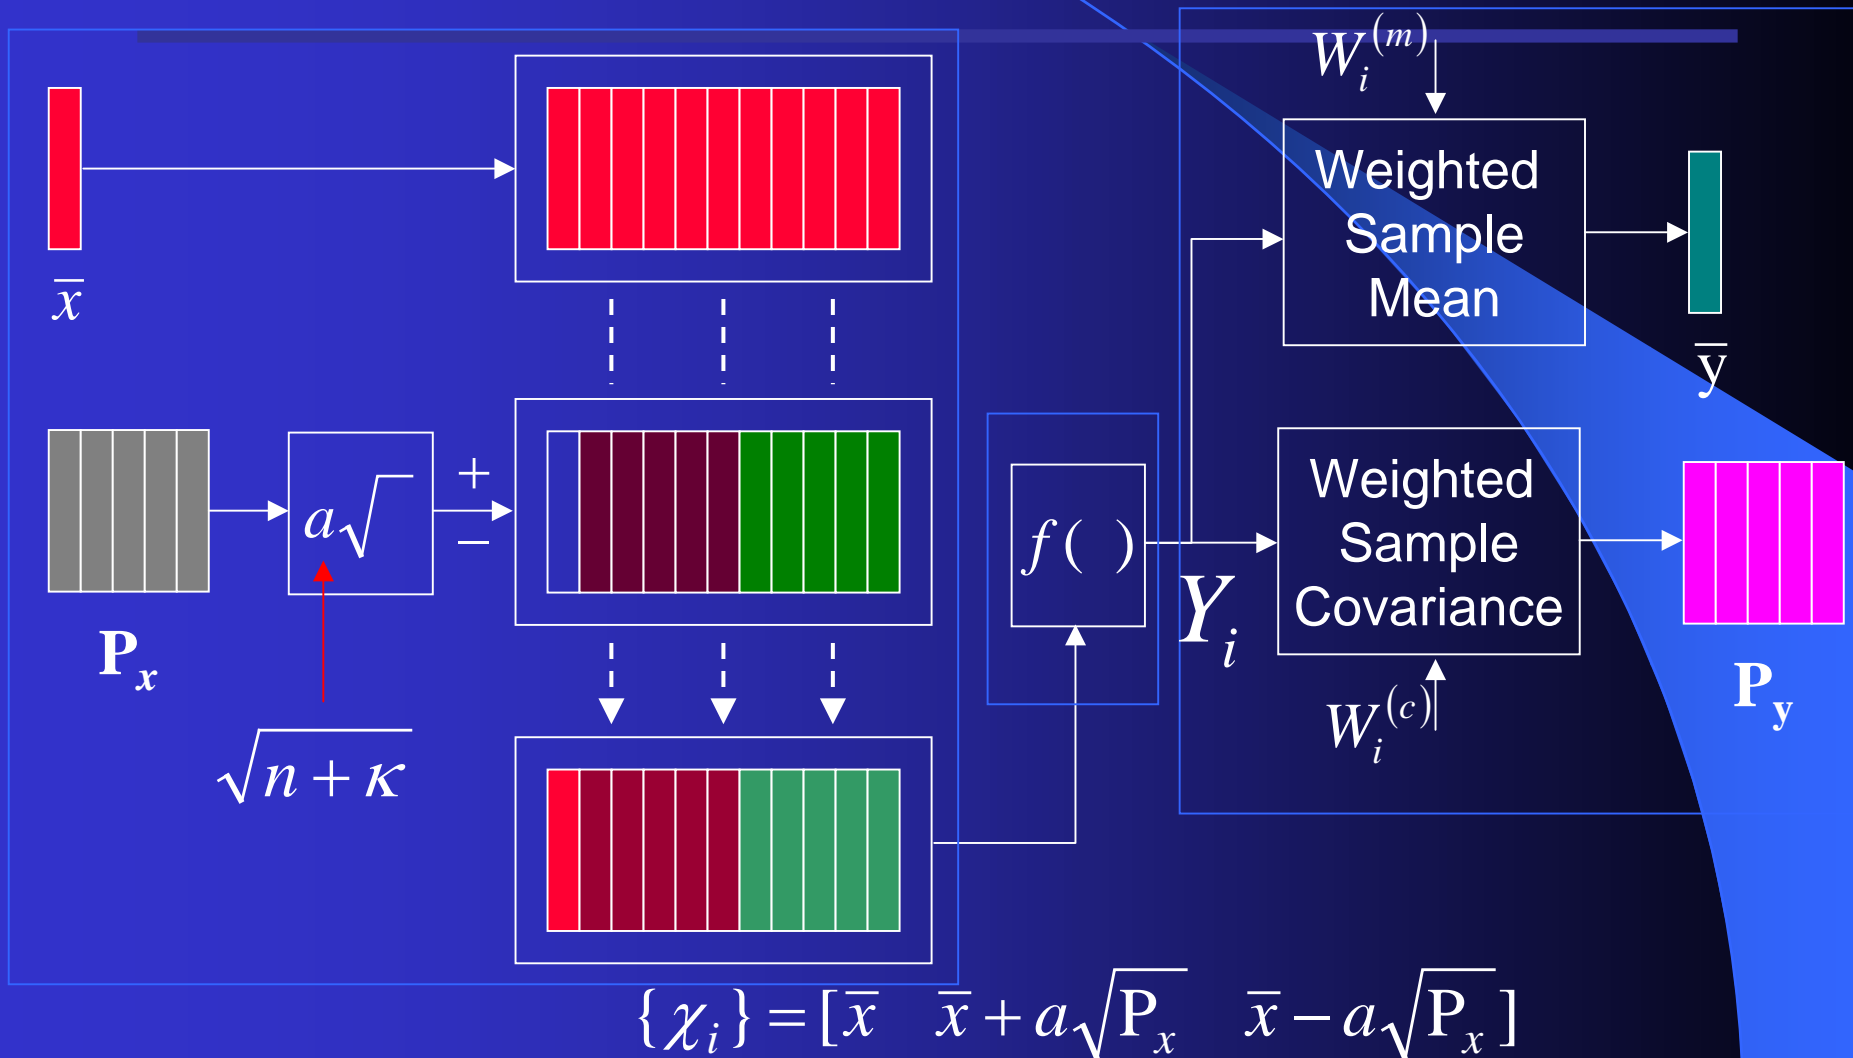 W_i^(m)
x̅
Weighted
Sample
Mean
y̅
P_x
a√
+
−
√(n + κ)
f( )
Y_i
Weighted
Sample
Covariance
W_i^(c)
P_y
{χ_i} = [x̅ x̅ + a√P_x x̅ − a√P_x]